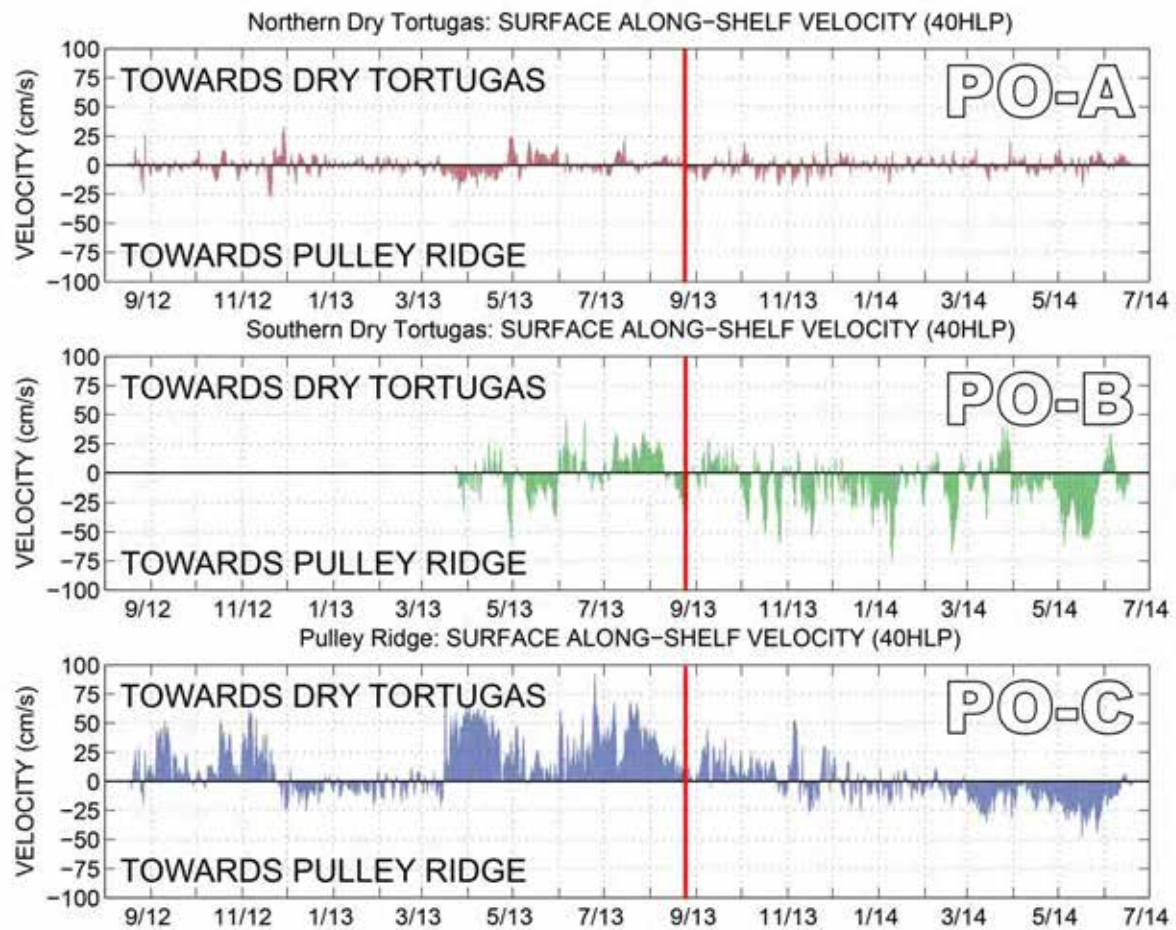 Northern Dry Tortugas: SURFACE ALONG−SHELF VELOCITY (40HLP)
VELOCITY (cm/s)
100
75
50
25
0
−25
−50
−75
−100
TOWARDS DRY TORTUGAS
PO-A
TOWARDS PULLEY RIDGE
9/12 11/12 1/13 3/13 5/13 7/13 9/13 11/13 1/14 3/14 5/14 7/14
Southern Dry Tortugas: SURFACE ALONG−SHELF VELOCITY (40HLP)
VELOCITY (cm/s)
100
75
50
25
0
−25
−50
−75
−100
TOWARDS DRY TORTUGAS
PO-B
TOWARDS PULLEY RIDGE
9/12 11/12 1/13 3/13 5/13 7/13 9/13 11/13 1/14 3/14 5/14 7/14
Pulley Ridge: SURFACE ALONG−SHELF VELOCITY (40HLP)
VELOCITY (cm/s)
100
75
50
25
0
−25
−50
−75
−100
TOWARDS DRY TORTUGAS
PO-C
TOWARDS PULLEY RIDGE
9/12 11/12 1/13 3/13 5/13 7/13 9/13 11/13 1/14 3/14 5/14 7/14